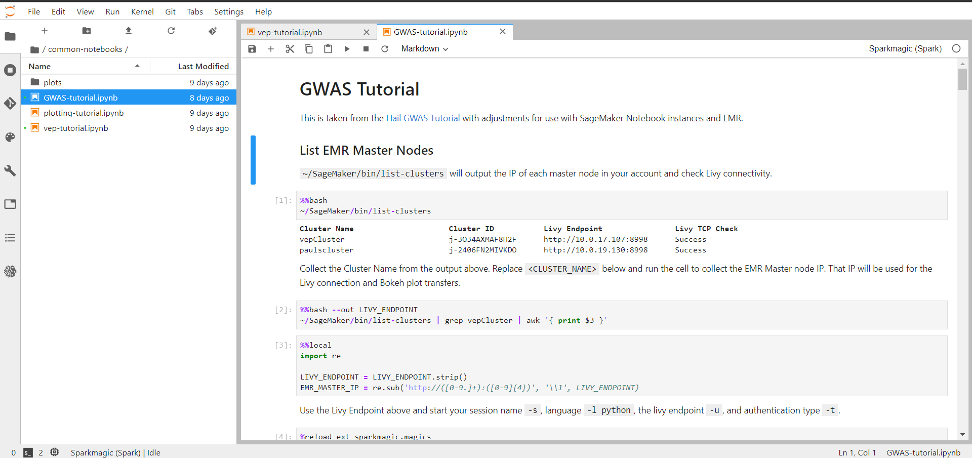 File Edit View Run Kernel Git Tabs Settings Help
/ common-notebooks /
Name Last Modified
plots 9 days ago
GWAS-tutorial.ipynb 8 days ago
plotting-tutorial.ipynb 9 days ago
vep-tutorial.ipynb 9 days ago
vep-tutorial.ipynb
GWAS-tutorial.ipynb
Markdown
Sparkmagic (Spark)
GWAS Tutorial
This is taken from the Hail GWAS Tutorial with adjustments for use with SageMaker Notebook instances and EMR.
List EMR Master Nodes
~/SageMaker/bin/list-clusters will output the IP of each master node in your account and check Livy connectivity.
[1]: %%bash
~/SageMaker/bin/list-clusters
Cluster Name Cluster ID Livy Endpoint Livy TCP Check
vepCluster http://10.0.17.107:8998 Success
paulscluster http://10.0.19.130:8998 Success
Collect the Cluster Name from the output above. Replace <CLUSTER_NAME> below and run the cell to collect the EMR Master node IP. That IP will be used for the
Livy connection and Bokeh plot transfers.
[2]: %%bash --out LIVY_ENDPOINT
~/SageMaker/bin/list-clusters | grep vepCluster | awk '{ print $3 }'
[3]: %%local
import re
LIVY_ENDPOINT = LIVY_ENDPOINT.strip()
EMR_MASTER_IP = re.sub('http://([0-9.]+):([0-9]{4})', '\\1', LIVY_ENDPOINT)
Use the Livy Endpoint above and start your session name -s, language -l python, the livy endpoint -u, and authentication type -t.
[4]: %reload_ext sparkmagic.magics
0 2 Sparkmagic (Spark) | Idle
Ln 1, Col 1 GWAS-tutorial.ipynb